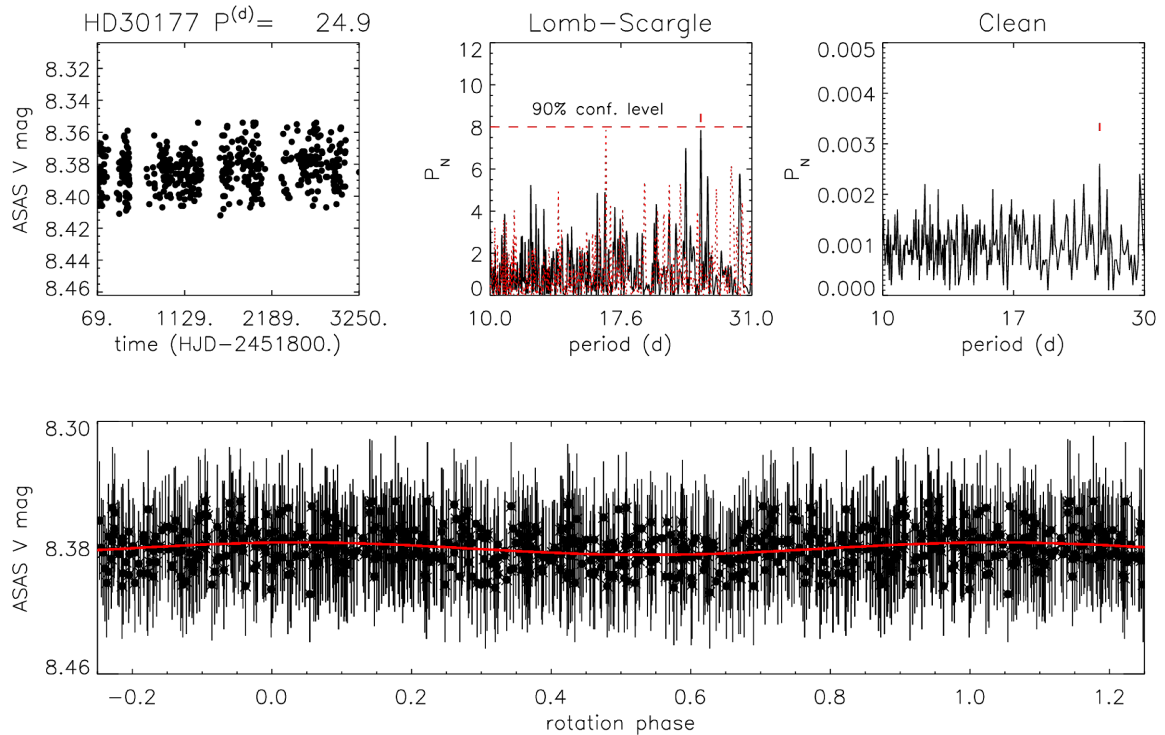 HD30177 P(d)= 24.9
8.32
8.34
8.36
8.38
8.40
8.42
8.44
8.46
ASAS V mag
69. 1129. 2189. 3250.
time (HJD-2451800.)
Lomb-Scargle
12
10
8
6
4
2
0
P_N
90% conf. level
10.0 17.6 31.0
period (d)
Clean
0.005
0.004
0.003
0.002
0.001
0.000
P_N
10 17 30
period (d)
8.30
8.38
8.46
ASAS V mag
-0.2 0.0 0.2 0.4 0.6 0.8 1.0 1.2
rotation phase